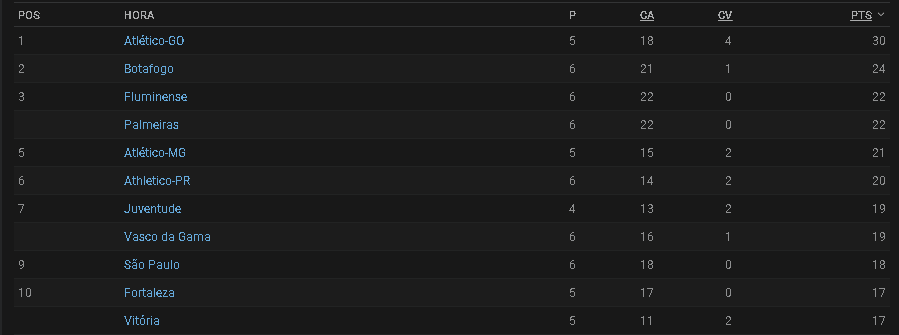 POS HORA P CA CV PTS
1 Atlético-GO 5 18 4 30
2 Botafogo 6 21 1 24
3 Fluminense 6 22 0 22
Palmeiras 6 22 0 22
5 Atlético-MG 5 15 2 21
6 Athletico-PR 6 14 2 20
7 Juventude 4 13 2 19
Vasco da Gama 6 16 1 19
9 São Paulo 6 18 0 18
10 Fortaleza 5 17 0 17
Vitória 5 11 2 17